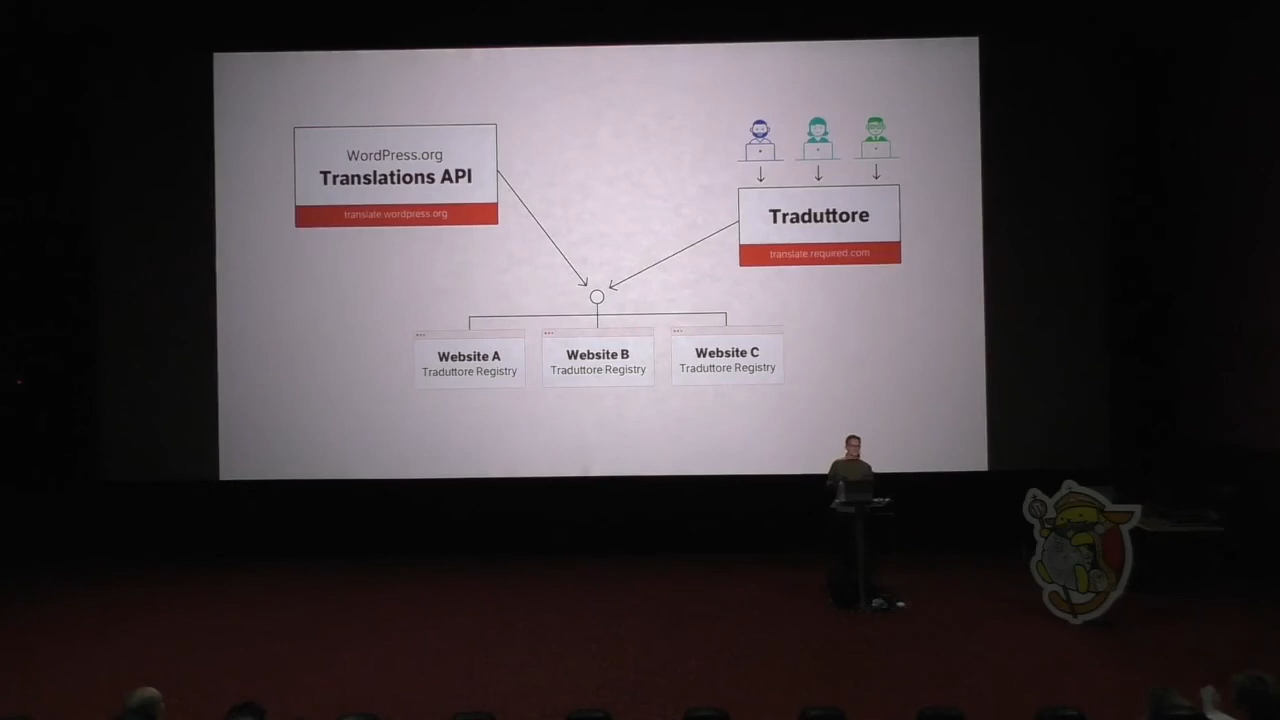 WordPress.org
Translations API
translate.wordpress.org
Traduttore
translate.required.com
Website A
Traduttore Registry
Website B
Traduttore Registry
Website C
Traduttore Registry